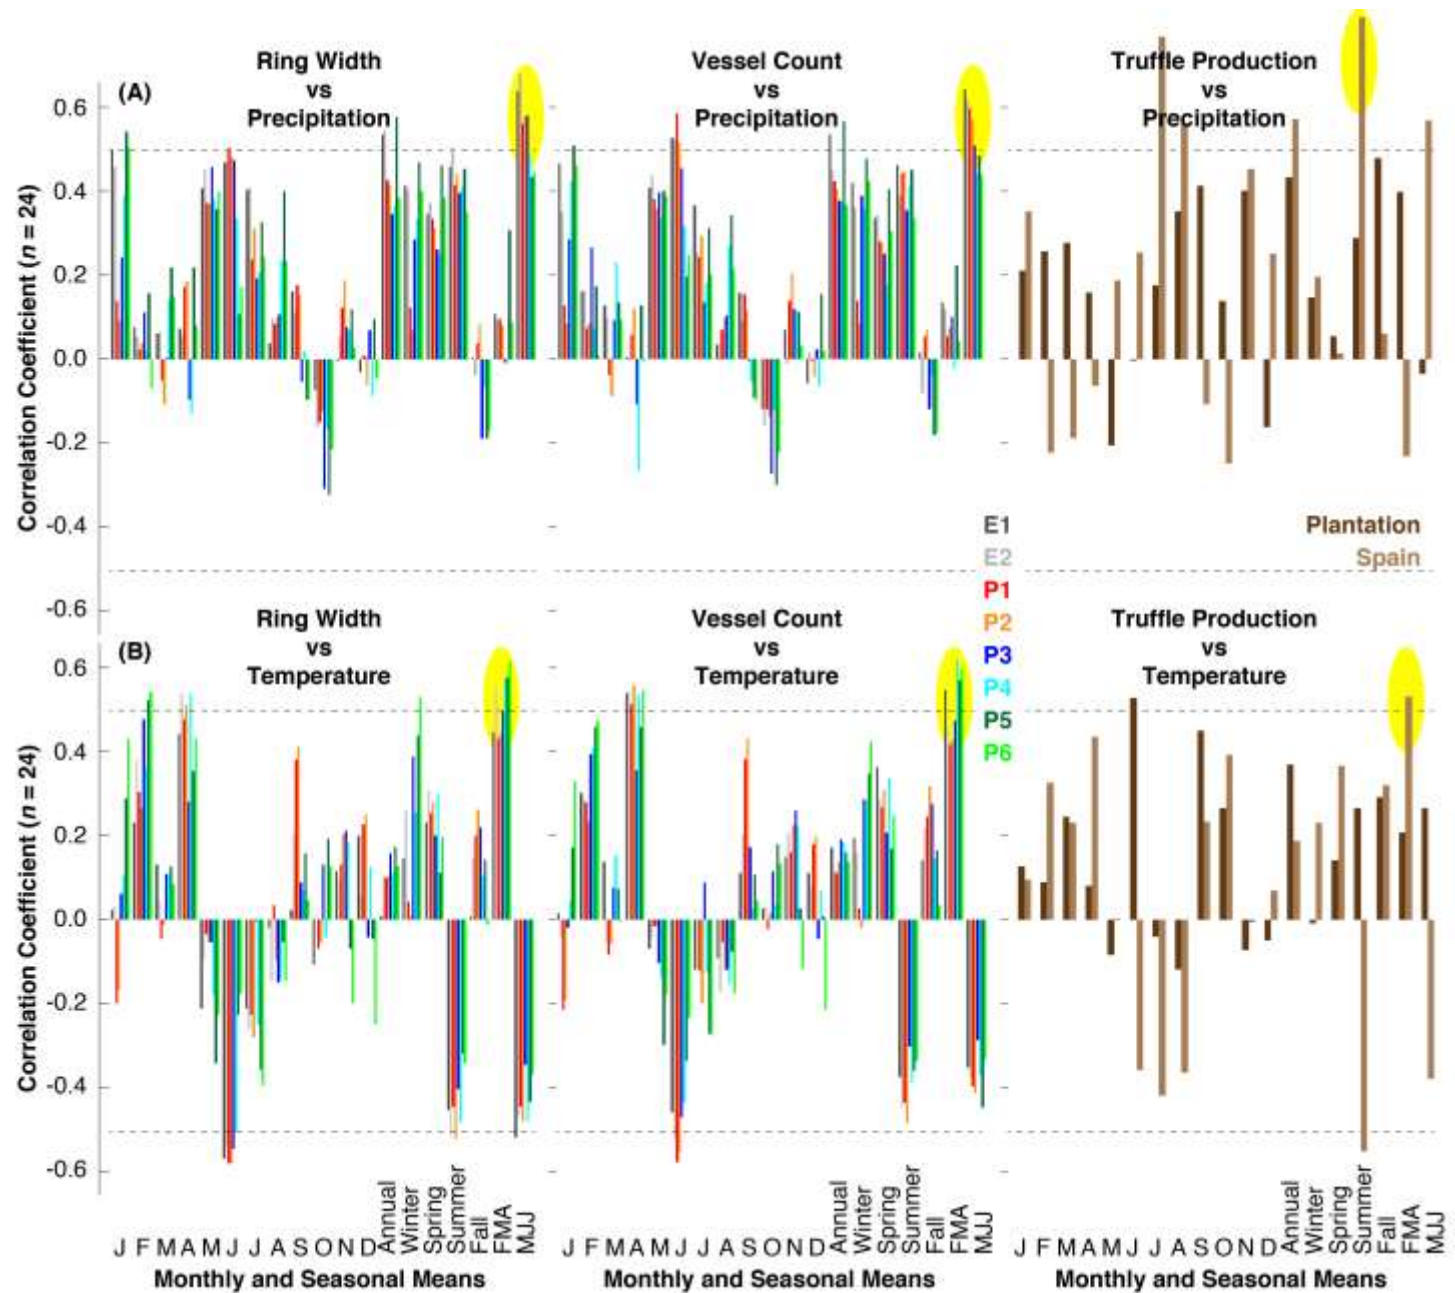 (A)
Ring Width
vs
Precipitation
Vessel Count
vs
Precipitation
Truffle Production
vs
Precipitation
Correlation Coefficient (n = 24)
0.6
0.4
0.2
0.0
-0.2
-0.4
-0.6
E1
E2
P1
P2
P3
P4
P5
P6
Plantation
Spain
(B)
Ring Width
vs
Temperature
Vessel Count
vs
Temperature
Truffle Production
vs
Temperature
Correlation Coefficient (n = 24)
0.6
0.4
0.2
0.0
-0.2
-0.4
-0.6
J F M A M J J A S O N D Annual Winter Spring Summer Fall FMA MJJ
J F M A M J J A S O N D Annual Winter Spring Summer Fall FMA MJJ
J F M A M J J A S O N D Annual Winter Spring Summer Fall FMA MJJ
Monthly and Seasonal Means
Monthly and Seasonal Means
Monthly and Seasonal Means